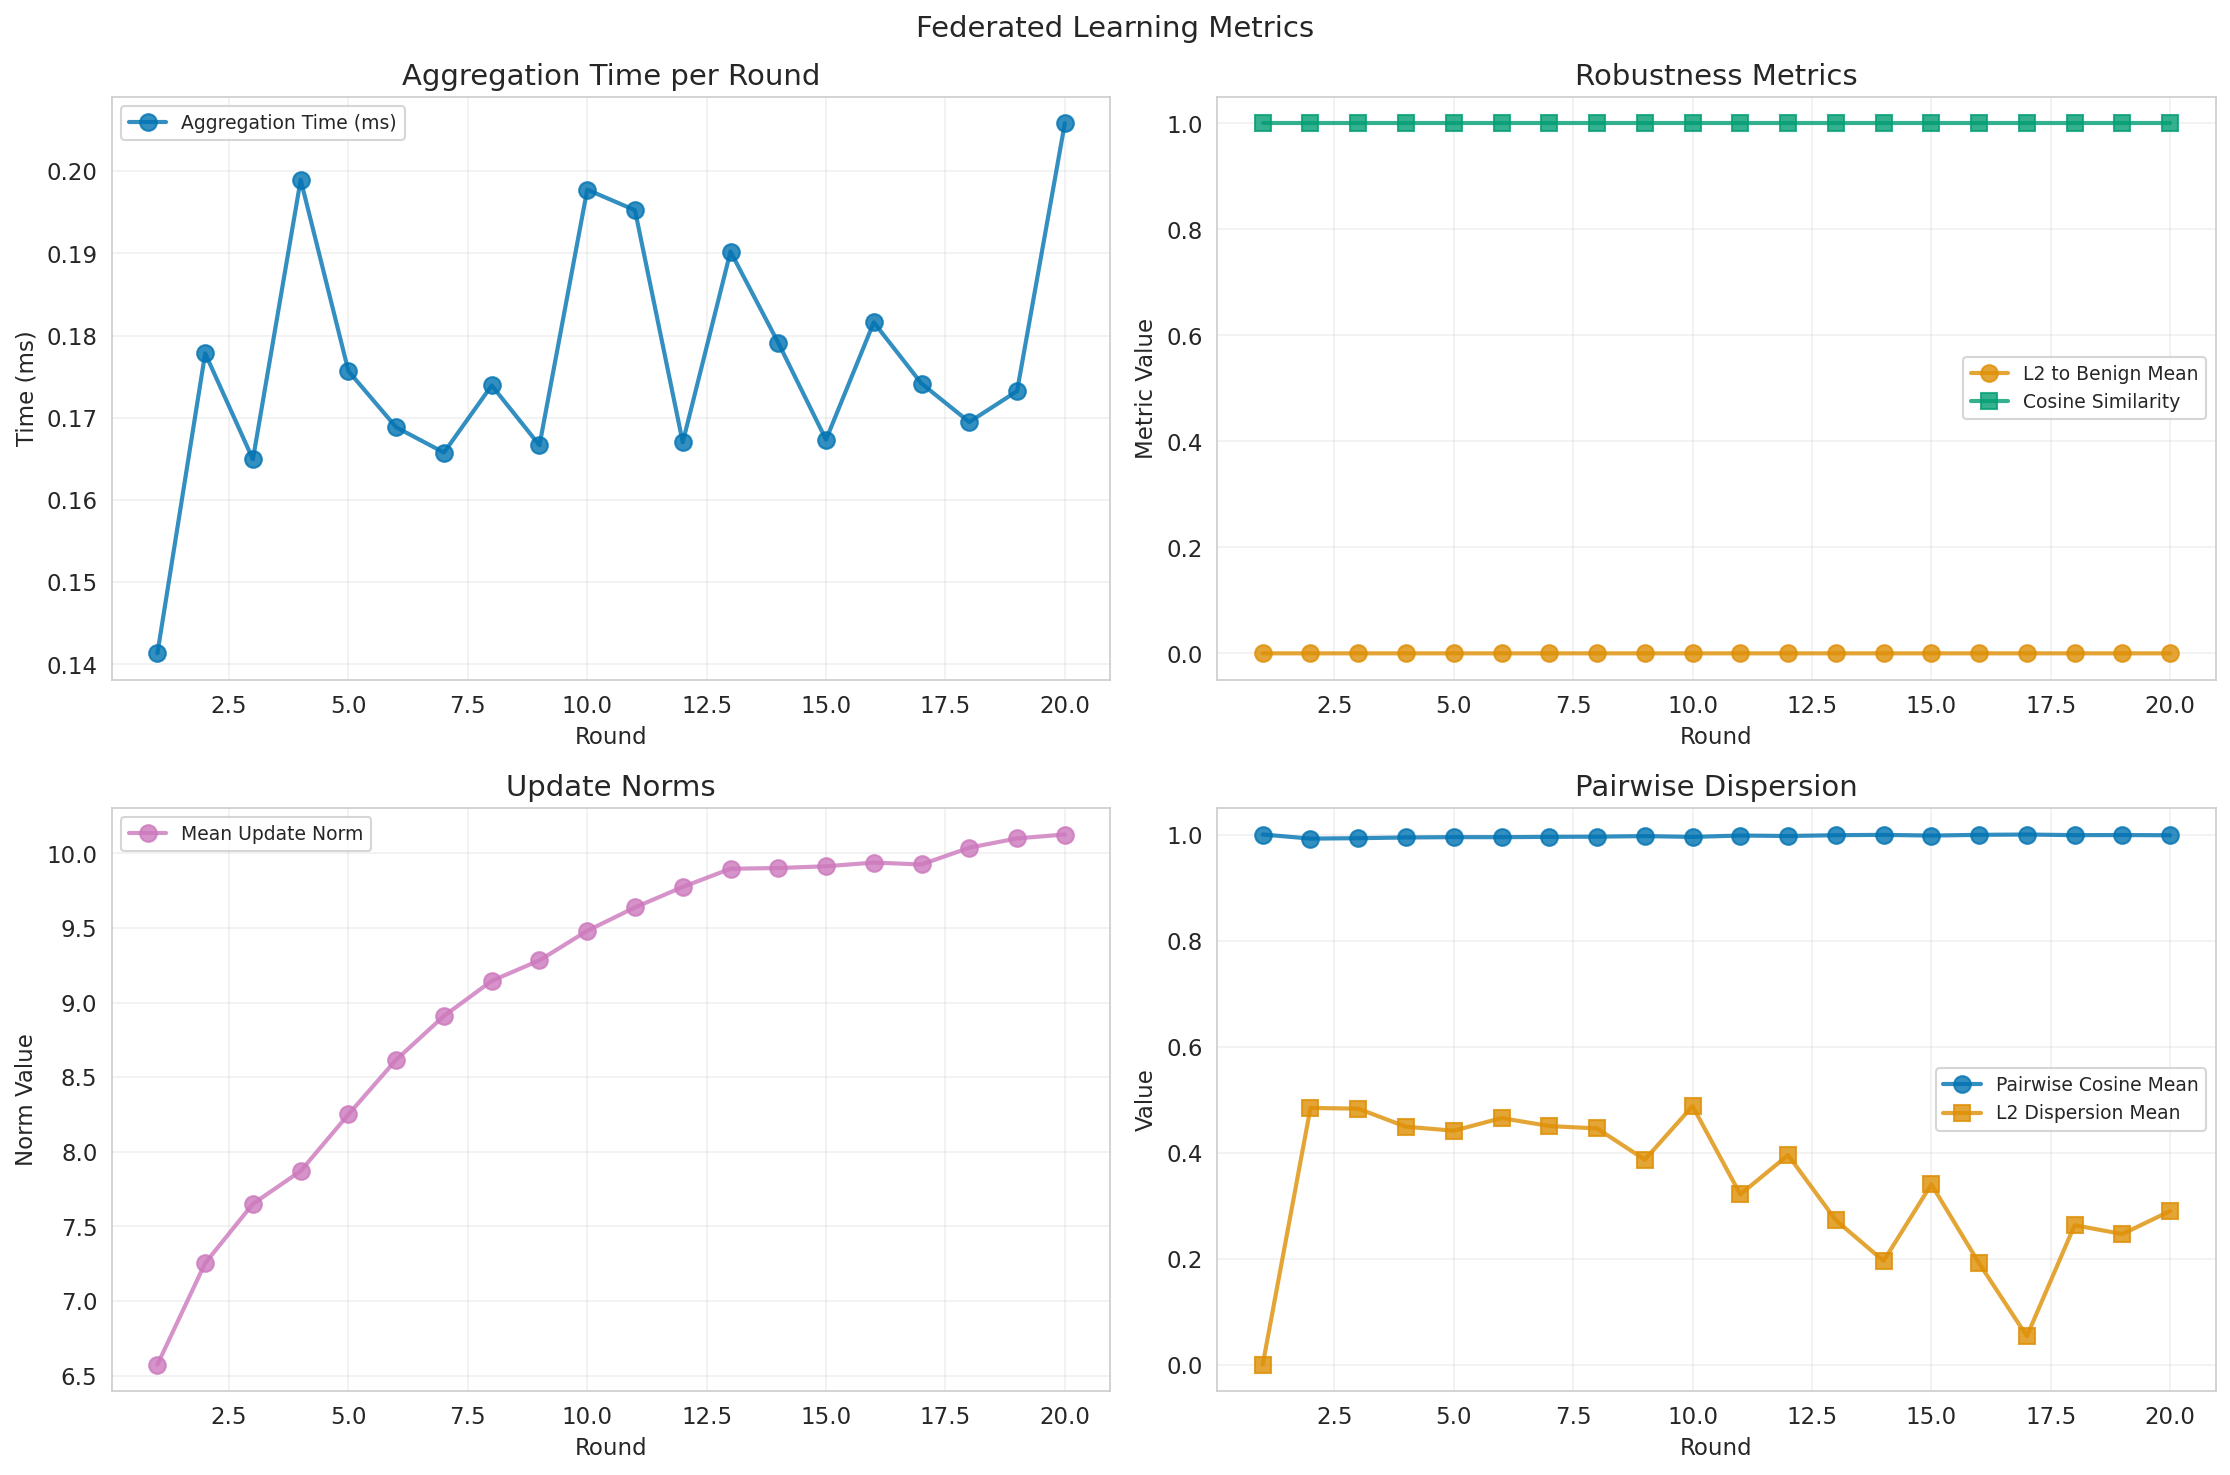 Federated Learning Metrics
Aggregation Time per Round
Aggregation Time (ms)
Time (ms)
0.20
0.19
0.18
0.17
0.16
0.15
0.14
2.5 5.0 7.5 10.0 12.5 15.0 17.5 20.0
Round
Robustness Metrics
L2 to Benign Mean
Cosine Similarity
Metric Value
1.0
0.8
0.6
0.4
0.2
0.0
2.5 5.0 7.5 10.0 12.5 15.0 17.5 20.0
Round
Update Norms
Mean Update Norm
Norm Value
10.0
9.5
9.0
8.5
8.0
7.5
7.0
6.5
2.5 5.0 7.5 10.0 12.5 15.0 17.5 20.0
Round
Pairwise Dispersion
Pairwise Cosine Mean
L2 Dispersion Mean
Value
1.0
0.8
0.6
0.4
0.2
0.0
2.5 5.0 7.5 10.0 12.5 15.0 17.5 20.0
Round